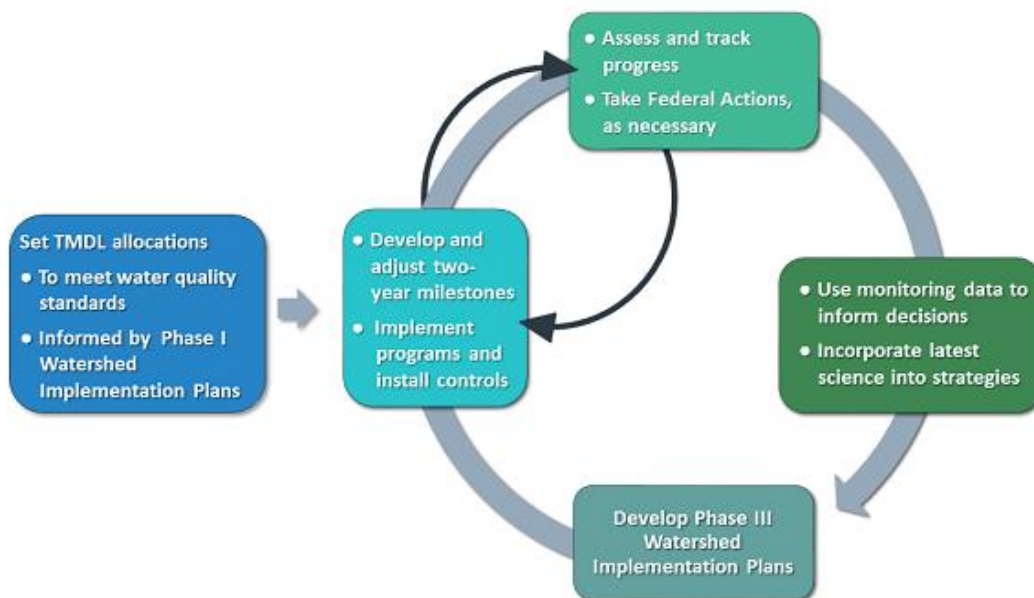 Set TMDL allocations
• To meet water quality
standards
• Informed by Phase I
Watershed
Implementation Plans
• Develop and
adjust two-
year milestones
• Implement
programs and
install controls
• Assess and track
progress
• Take Federal Actions,
as necessary
• Use monitoring data to
inform decisions
• Incorporate latest
science into strategies
Develop Phase III
Watershed
Implementation Plans